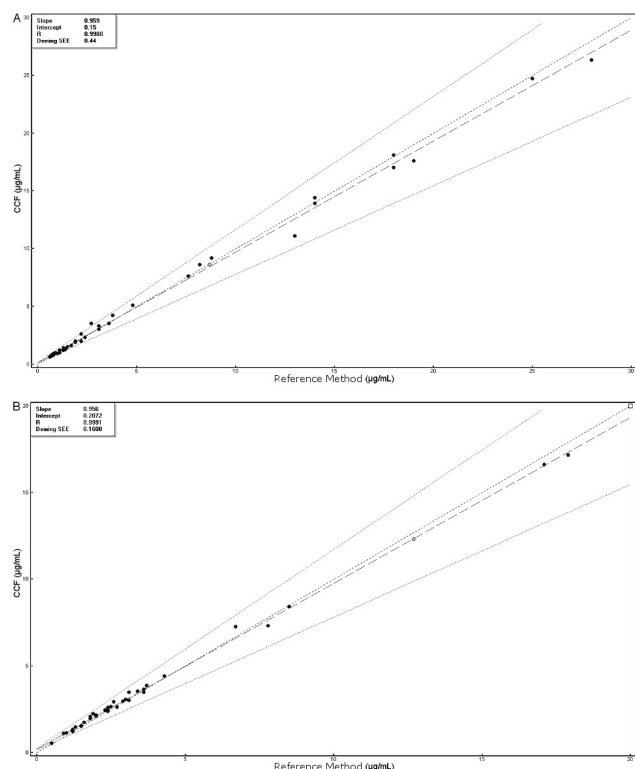 A
30
Slope 0.959
Intercept 0.15
R 0.9980
Deming SEE 0.44
25
20
CCF (µg/mL)
15
10
5
0
0 5 10 15 20 25 30
Reference Method (µg/mL)
B
20
Slope 0.956
Intercept 0.2072
R 0.9991
Deming SEE 0.1600
15
CCF (µg/mL)
10
5
0
0 5 10 15 20
Reference Method (µg/mL)